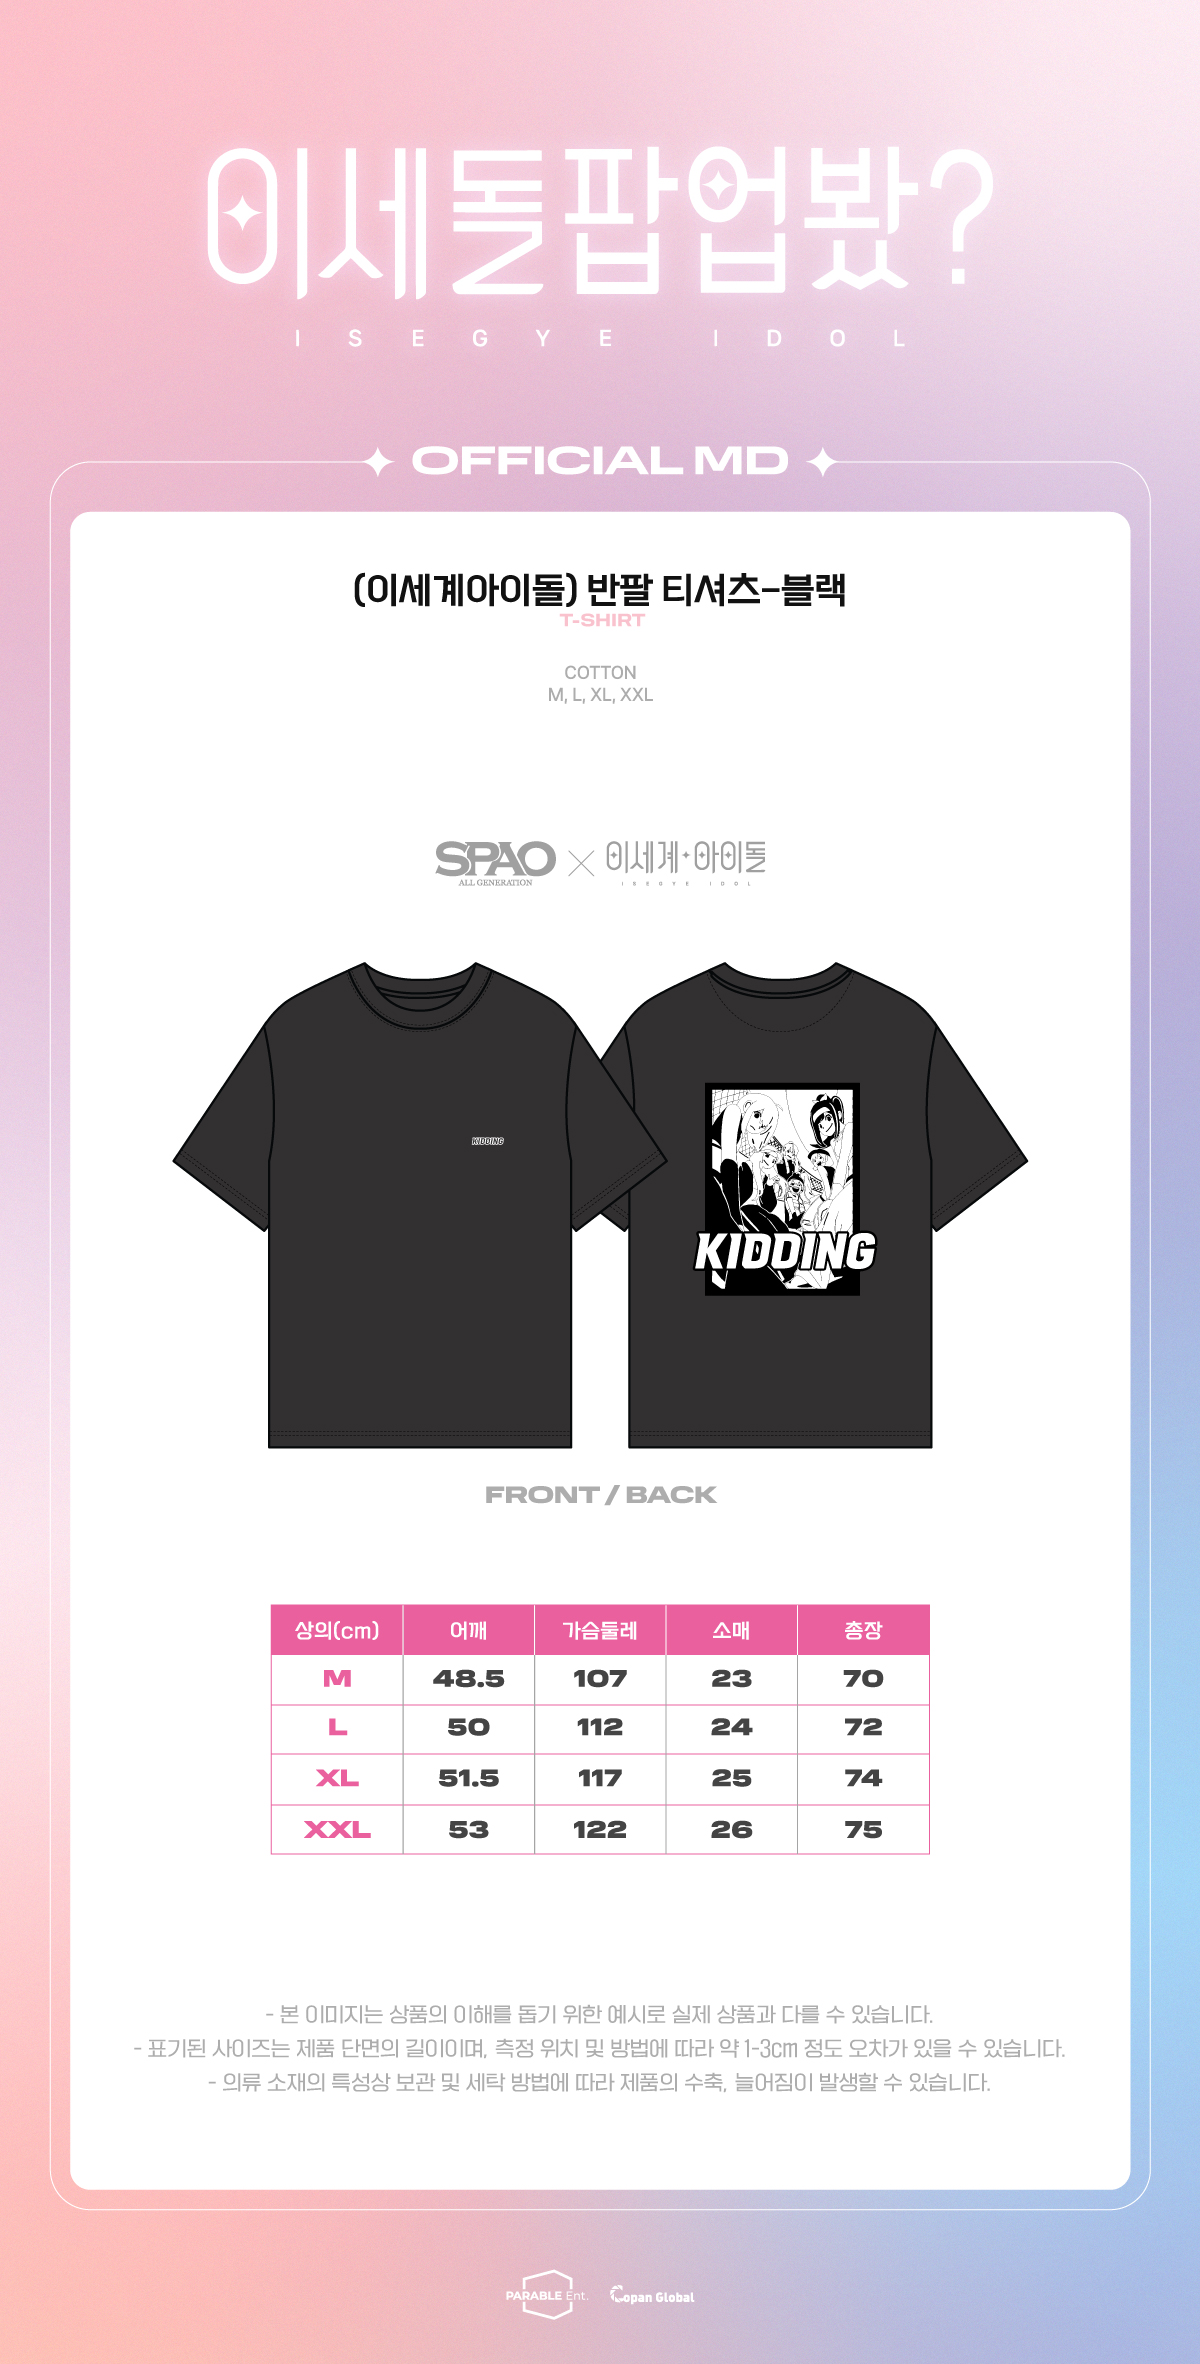 이세돌팝업봤?
ISEGYE IDOL
OFFICIAL MD
(이세계아이돌) 반팔 티셔츠-블랙
T-SHIRT
COTTON
M, L, XL, XXL
SPAO
ALL GENERATION
이세계 아이돌
ISEGYE IDOL
KIDDING
KIDDING
FRONT / BACK
상의(cm) 어깨 가슴둘레 소매 총장
M 48.5 107 23 70
L 50 112 24 72
XL 51.5 117 25 74
XXL 53 122 26 75
- 본 이미지는 상품의 이해를 돕기 위한 예시로 실제 상품과 다를 수 있습니다.
- 표기된 사이즈는 제품 단면의 길이이며, 측정 위치 및 방법에 따라 약 1-3cm 정도 오차가 있을 수 있습니다.
- 의류 소재의 특성상 보관 및 세탁 방법에 따라 제품의 수축, 늘어짐이 발생할 수 있습니다.
PARABLE Ent.
Copan Global